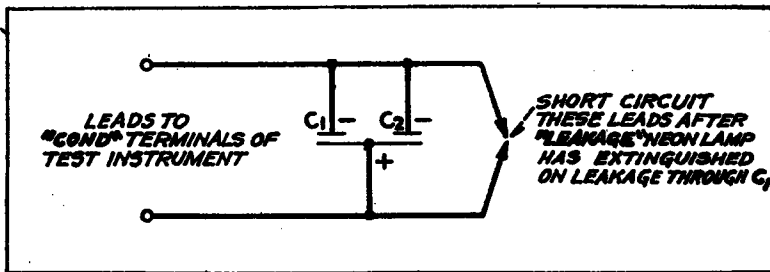 LEADS TO
"COND" TERMINALS OF
TEST INSTRUMENT
C1 -
C2 -
+
SHORT CIRCUIT
THESE LEADS AFTER
"LEAKAGE" NEON LAMP
HAS EXTINGUISHED
ON LEAKAGE THROUGH C1